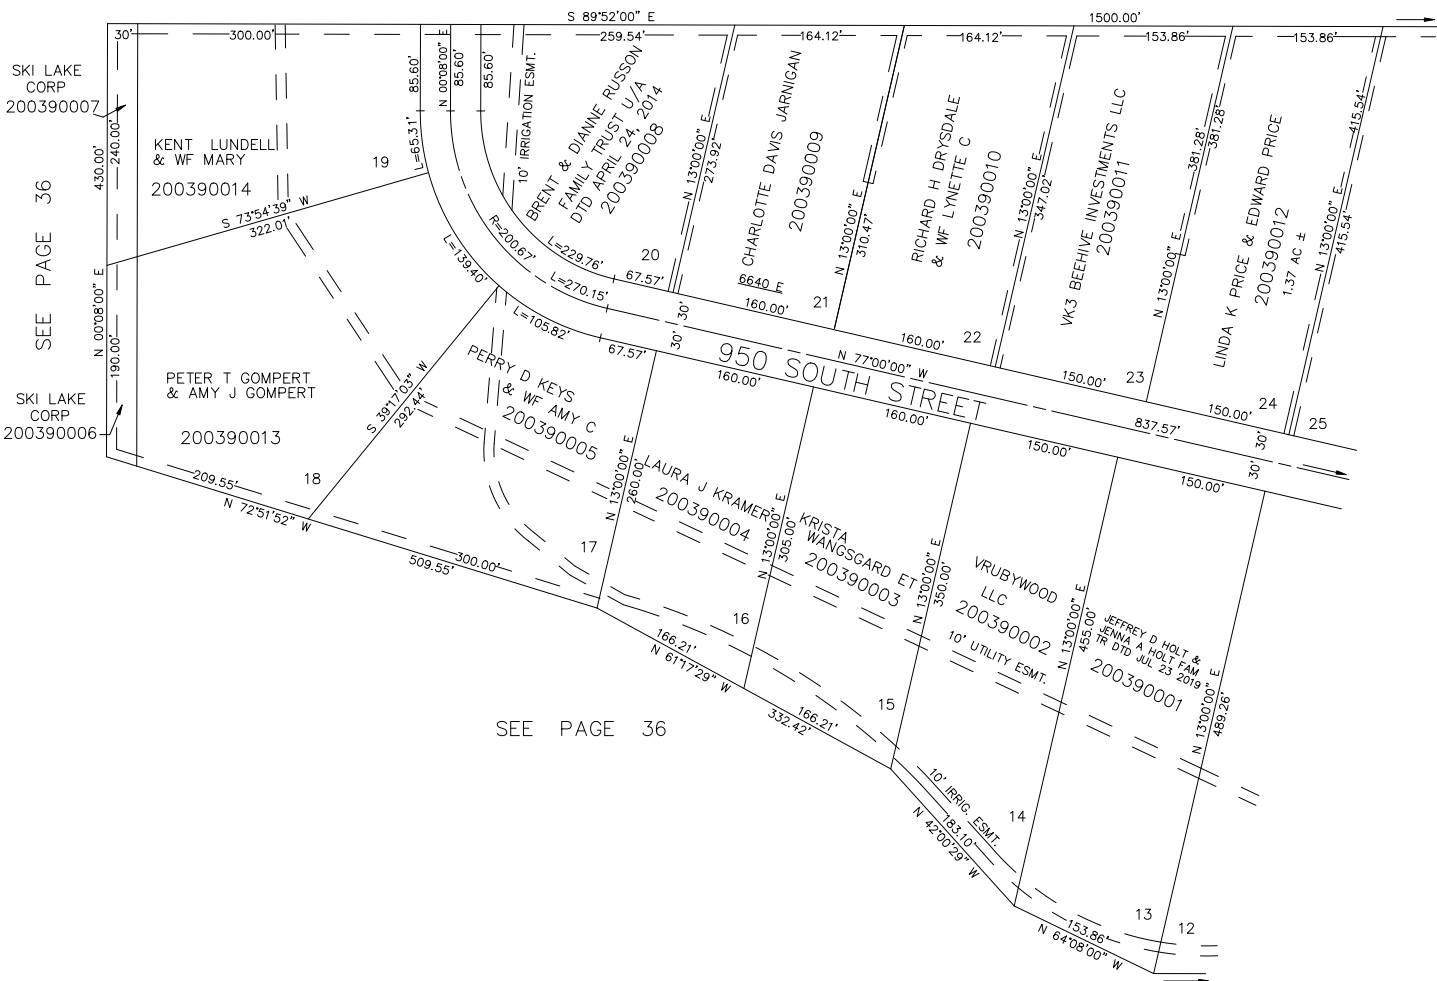 S 89°52'00" E
1500.00'
30'
300.00'
259.54'
164.12'
164.12'
153.86'
153.86'
SKI LAKE
CORP
200390007
430.00'
240.00'
SEE PAGE 36
N 00°08'00" E
190.00'
SKI LAKE
CORP
200390006
KENT LUNDELL
& WF MARY
200390014
19
S 73°54'39" W
322.01'
85.60'
N 00°08'00" E
85.60'
85.60'
L=65.31'
10' IRRIGATION ESMT.
BRENT & DIANNE RUSSON
FAMILY TRUST U/A
DTD APRIL 24, 2014
200390008
20
N 13°00'00" E
273.92'
CHARLOTTE DAVIS JARNIGAN
200390009
6640 E
21
N 13°00'00" E
310.47'
RICHARD H DRYSDALE
& WF LYNETTE C
200390010
22
N 13°00'00" E
347.02'
VK3 BEEHIVE INVESTMENTS LLC
200390011
23
N 13°00'00" E
381.28'
381.28'
LINDA K PRICE & EDWARD PRICE
200390012
1.37 AC ±
24
N 13°00'00" E
415.54'
415.54'
25
L=139.40'
R=200.67'
L=229.76'
L=270.15'
L=105.82'
67.57'
67.57'
30'
30'
160.00'
160.00'
150.00'
150.00'
950 SOUTH STREET
N 77°00'00" W
837.57'
30'
30'
160.00'
160.00'
150.00'
150.00'
PETER T GOMPERT
& AMY J GOMPERT
200390013
18
S 39°17'03" W
292.44'
209.55'
N 72°51'52" W
509.55'
300.00'
PERRY D KEYS
& WF AMY C
200390005
17
N 13°00'00" E
260.00'
LAURA J KRAMER
200390004
16
N 13°00'00" E
305.00'
KRISTA
WANGSGARD ET
200390003
15
N 13°00'00" E
350.00'
VRUBYWOOD
LLC
200390002
10' UTILITY ESMT.
14
N 13°00'00" E
455.00'
JEFFREY D HOLT &
JENNA A HOLT FAM
TR DTD JUL 23 2019
200390001
13
N 13°00'00" E
489.26'
12
166.21'
N 61°17'29" W
332.42'
166.21'
10' IRRIG. ESMT.
183.10'
N 42°00'29" W
153.86'
N 64°08'00" W
SEE PAGE 36